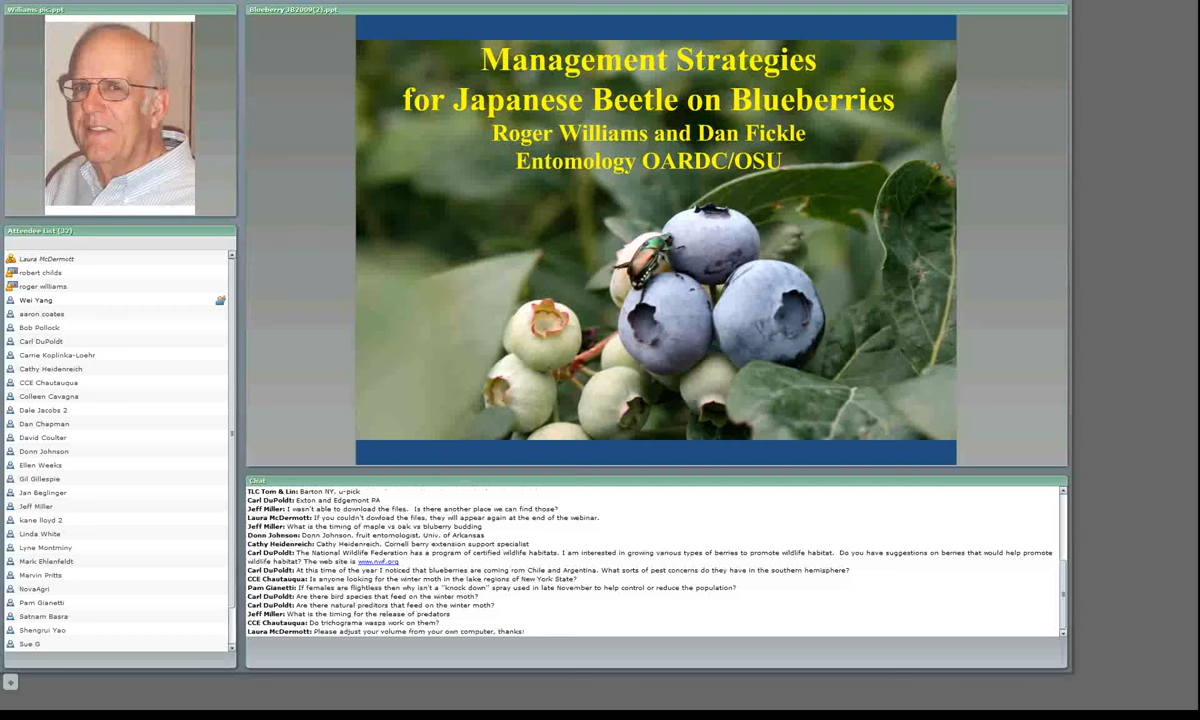 Williams pic.ppt
Blueberry JB2009(2).ppt
Management Strategies
for Japanese Beetle on Blueberries
Roger Williams and Dan Fickle
Entomology OARDC/OSU
Attendee List (32)
Laura McDermott
robert childs
roger williams
Wei Yang
aaron coates
Bob Pollock
Carl DuPoldt
Carrie Koplinka-Loehr
Cathy Heidenreich
CCE Chautauqua
Colleen Cavagna
Dale Jacobs 2
Dan Chapman
David Coulter
Donn Johnson
Ellen Weeks
Gil Gillespie
Jan Beglinger
Jeff Miller
kane lloyd 2
Linda White
Lyne Montminy
Mark Ehlenfeldt
Marvin Pritts
NovaAgri
Pam Gianetti
Satnam Basra
Shengrui Yao
Sue G
Chat
TLC Tom & Lin: Barton NY, u-pick
Carl DuPoldt: Exton and Edgemont PA
Jeff Miller: I wasn't able to download the files. Is there another place we can find those?
Laura McDermott: If you couldn't dowload the files, they will appear again at the end of the webinar.
Jeff Miller: What is the timing of maple vs oak vs bluberry budding
Donn Johnson: Donn Johnson, fruit entomologist, Univ. of Arkansas
Cathy Heidenreich: Cathy Heidenreich, Cornell berry extension support specialist
Carl DuPoldt: The National Wildlife Federation has a program of certified wildlife habitats. I am interested in growing various types of berries to promote wildlife habitat. Do you have suggestions on berries that would help promote
wildlife habitat? The web site is www.nwf.org
Carl DuPoldt: At this time of the year I noticed that blueberries are coming rom Chile and Argentina. What sorts of pest concerns do they have in the southern hemisphere?
CCE Chautauqua: Is anyone looking for the winter moth in the lake regions of New York State?
Pam Gianetti: If females are flightless then why isn't a "knock down" spray used in late November to help control or reduce the population?
Carl DuPoldt: Are there bird species that feed on the winter moth?
Carl DuPoldt: Are there natural preditors that feed on the winter moth?
Jeff Miller: What is the timing for the release of predators
CCE Chautauqua: Do trichograma wasps work on them?
Laura McDermott: Please adjust your volume from your own computer, thanks!